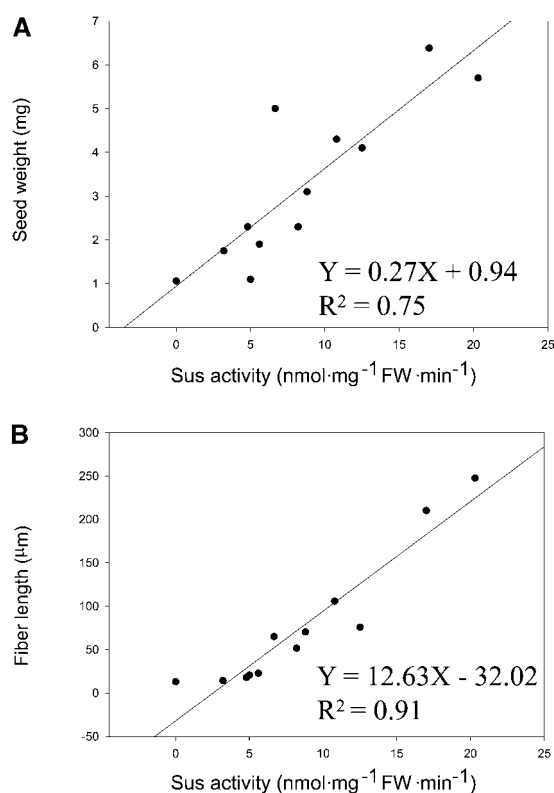 A
7
6
5
4
3
2
1
0
Seed weight (mg)
Y = 0.27X + 0.94
R² = 0.75
0 5 10 15 20 25
Sus activity (nmol·mg⁻¹ FW·min⁻¹)
B
300
250
200
150
100
50
0
-50
Fiber length (μm)
Y = 12.63X - 32.02
R² = 0.91
0 5 10 15 20 25
Sus activity (nmol·mg⁻¹ FW·min⁻¹)